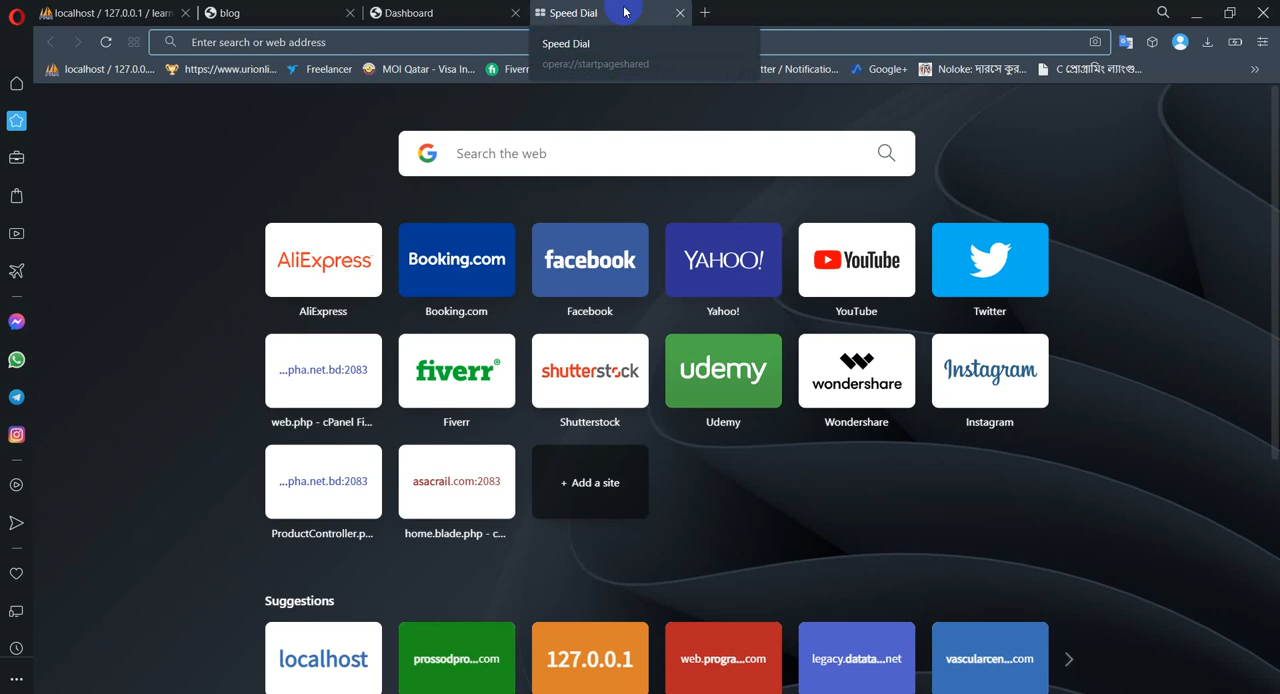 localhost / 127.0.0.1 / learn
blog
Dashboard
Speed Dial
Enter search or web address
Speed Dial
opera://startpageshared
localhost / 127.0.0....
https://www.urionli...
Freelancer
MOI Qatar - Visa In...
Fiverr
tter / Notificatio...
Google+
Noloke: দারসে কুর...
C প্রোগ্রামিং ল্যাংগু...
Search the web
AliExpress
Booking.com
facebook
YAHOO!
YouTube
AliExpress
Booking.com
Facebook
Yahoo!
YouTube
Twitter
...pha.net.bd:2083
fiverr
shutterstock
udemy
wondershare
Instagram
web.php - cPanel Fi...
Fiverr
Shutterstock
Udemy
Wondershare
Instagram
...pha.net.bd:2083
asacrail.com:2083
+ Add a site
ProductController.p...
home.blade.php - c...
Suggestions
localhost
prossodpro...com
127.0.0.1
web.progra...com
legacy.datata...net
vascularcen...com